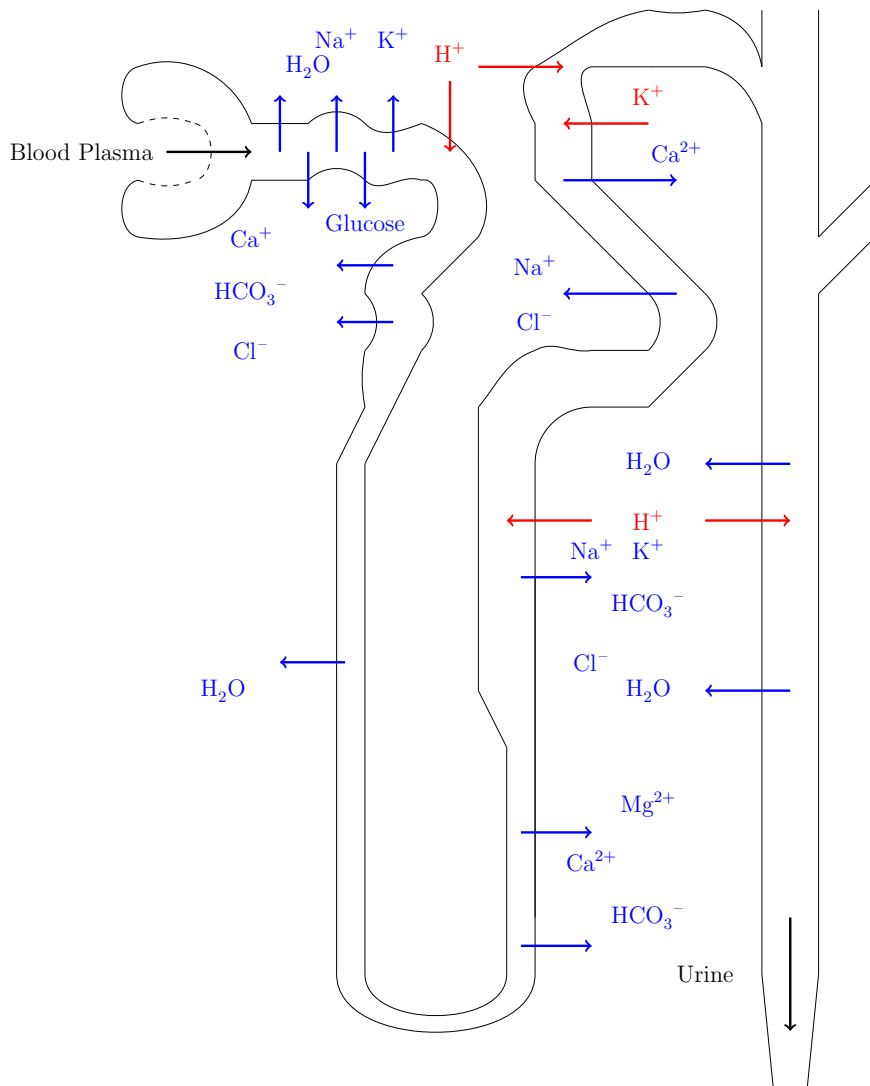 Na⁺ K⁺
H⁺
H₂O
K⁺
Blood Plasma
Ca²⁺
Glucose
Ca⁺
Na⁺
HCO₃⁻
Cl⁻
Cl⁻
H₂O
H⁺
Na⁺ K⁺
HCO₃⁻
Cl⁻
H₂O
H₂O
Mg²⁺
Ca²⁺
HCO₃⁻
Urine